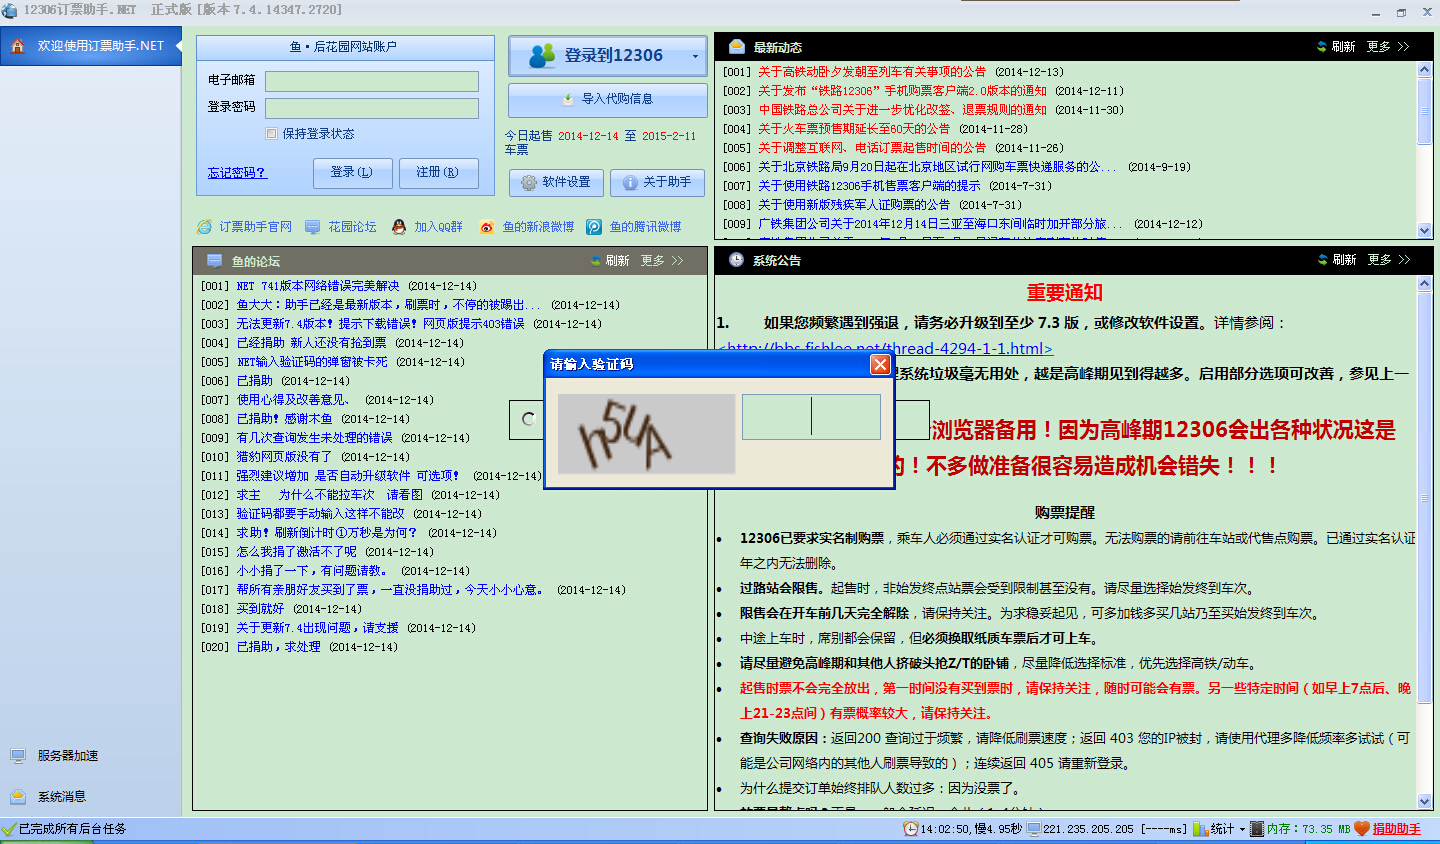 12306订票助手.NET 正式版 [版本 7.4.14347.2720]
欢迎使用订票助手.NET
鱼·后花园网站账户
电子邮箱
登录密码
保持登录状态
忘记密码?
登录(L)
注册(R)
登录到12306
导入代购信息
今日起售 2014-12-14 至 2015-2-11
车票
软件设置
关于助手
订票助手官网 花园论坛 加入QQ群 鱼的新浪微博 鱼的腾讯微博
最新动态 刷新 更多 >>
[001] 关于高铁动卧夕发朝至列车有关事项的公告 (2014-12-13)
[002] 关于发布“铁路12306”手机购票客户端2.0版本的通知 (2014-12-11)
[003] 中国铁路总公司关于进一步优化改签、退票规则的通知 (2014-11-30)
[004] 关于火车票预售期延长至60天的公告 (2014-11-28)
[005] 关于调整互联网、电话订票起售时间的公告 (2014-11-26)
[006] 关于北京铁路局9月20日起在北京地区试行网购车票快递服务的公... (2014-9-19)
[007] 关于使用铁路12306手机售票客户端的提示 (2014-7-31)
[008] 关于使用新版残疾军人证购票的公告 (2014-7-31)
[009] 广铁集团公司关于2014年12月14日三亚至海口东间临时加开部分旅... (2014-12-12)
鱼的论坛 刷新 更多 >>
[001] NET 741版本网络错误完美解决 (2014-12-14)
[002] 鱼大大：助手已经是最新版本，刷票时，不停的被踢出... (2014-12-14)
[003] 无法更新7.4版本！提示下载错误！网页版提示403错误 (2014-12-14)
[004] 已经捐助 新人还没有抢到票 (2014-12-14)
[005] NET输入验证码的弹窗被卡死 (2014-12-14)
[006] 已捐助 (2014-12-14)
[007] 使用心得及改善意见、 (2014-12-14)
[008] 已捐助！感谢木鱼 (2014-12-14)
[009] 有几次查询发生未处理的错误 (2014-12-14)
[010] 猎豹网页版没有了 (2014-12-14)
[011] 强烈建议增加 是否自动升级软件 可选项！ (2014-12-14)
[012] 求主 为什么不能拉车次 请看图 (2014-12-14)
[013] 验证码都要手动输入这样不能改 (2014-12-14)
[014] 求助！刷新倒计时①万秒是为何？ (2014-12-14)
[015] 怎么我捐了激活不了呢 (2014-12-14)
[016] 小小捐了一下，有问题请教。 (2014-12-14)
[017] 帮所有亲朋好友买到了票，一直没捐助过，今天小小心意。 (2014-12-14)
[018] 买到就好 (2014-12-14)
[019] 关于更新7.4出现问题，请支援 (2014-12-14)
[020] 已捐助，求处理 (2014-12-14)
系统公告 刷新 更多 >>
重要通知
1. 如果您频繁遇到强退，请务必升级到至少 7.3 版，或修改软件设置。详情参阅：
<http://bbs.fishlee.net/thread-4294-1-1.html>
系统垃圾毫无用处，越是高峰期见到得越多。启用部分选项可改善，参见上一
浏览器备用！因为高峰期12306会出各种状况这是
的！不多做准备很容易造成机会错失！！！
请输入验证码
h5UA
购票提醒
• 12306已要求实名制购票，乘车人必须通过实名认证才可购票。无法购票的请前往车站或代售点购票。已通过实名认证
年之内无法删除。
• 过路站会限售。起售时，非始发终点站票会受到限制甚至没有。请尽量选择始发终到车次。
• 限售会在开车前几天完全解除，请保持关注。为求稳妥起见，可多加钱多买几站乃至买始发终到车次。
• 中途上车时，席别都会保留，但必须换取纸质车票后才可上车。
• 请尽量避免高峰期和其他人挤破头抢Z/T的卧铺，尽量降低选择标准，优先选择高铁/动车。
• 起售时票不会完全放出，第一时间没有买到票时，请保持关注，随时可能会有票。另一些特定时间（如早上7点后、晚
上21-23点间）有票概率较大，请保持关注。
• 查询失败原因：返回200 查询过于频繁，请降低刷票速度；返回 403 您的IP被封，请使用代理多降低频率多试试（可
能是公司网络内的其他人刷票导致的）；连续返回 405 请重新登录。
• 为什么提交订单始终排队人数过多：因为没票了。
服务器加速
系统消息
已完成所有后台任务
14:02:50,慢4.95秒 221.235.205.205 [----ms] 统计 内存：73.35 MB 捐助助手